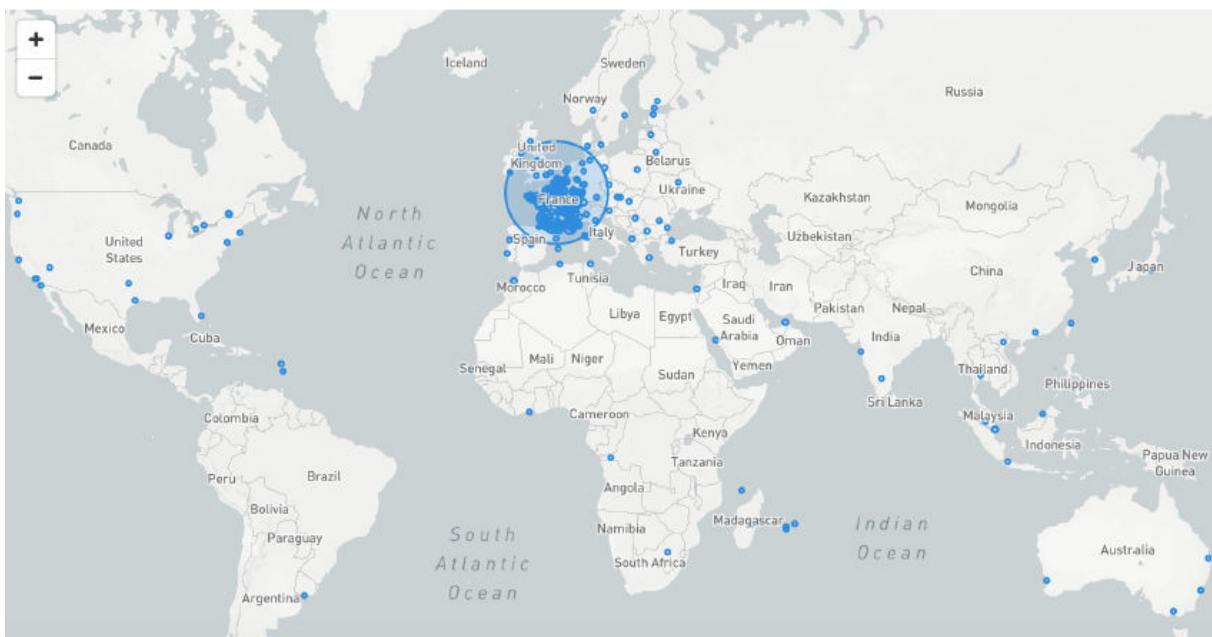 +
−
Iceland
Sweden
Norway
Russia
Canada
United
Kingdom
Belarus
Ukraine
France
Kazakhstan
Mongolia
North
Atlantic
Ocean
United
States
Spain
Italy
Uzbekistan
Turkey
China
Japan
Tunisia
Morocco
Iraq
Iran
Pakistan
Nepal
Libya
Egypt
Saudi
Arabia
Oman
India
Mexico
Cuba
Mali
Niger
Senegal
Yemen
Sudan
Thailand
Philippines
Sri Lanka
Colombia
Cameroon
Malaysia
Kenya
Indonesia
Tanzania
Papua New
Guinea
Peru
Brazil
Angola
Bolivia
Namibia
Madagascar
Indian
Ocean
South
Atlantic
Ocean
Paraguay
South Africa
Australia
Argentina